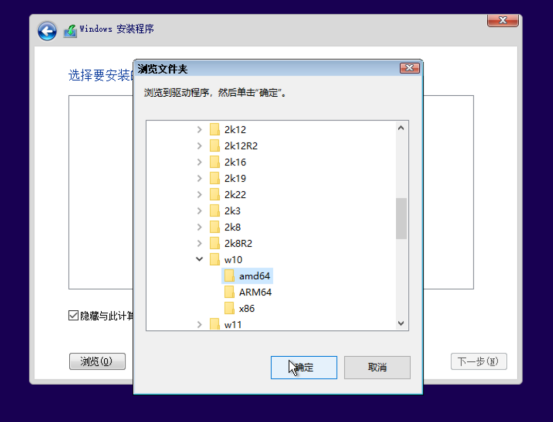 Windows 安装程序
选择要安装
浏览文件夹
浏览到驱动程序，然后单击“确定”。
2k12
2k12R2
2k16
2k19
2k22
2k3
2k8
2k8R2
w10
amd64
ARM64
x86
w11
隐藏与此计
浏览(O)
确定
取消
下一步(N)